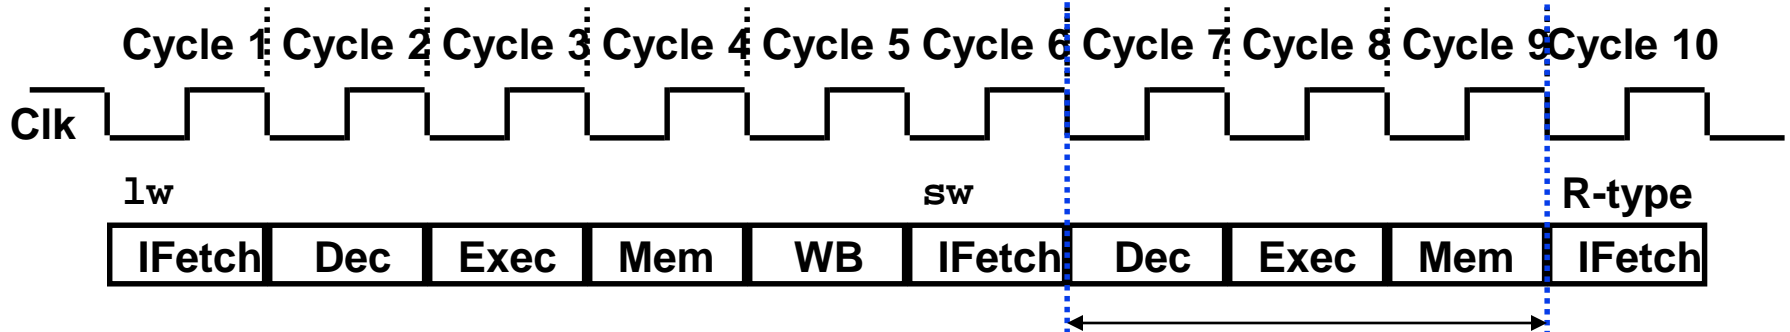 Cycle 1 Cycle 2 Cycle 3 Cycle 4 Cycle 5 Cycle 6 Cycle 7 Cycle 8 Cycle 9 Cycle 10
Clk
lw sw R-type
IFetch Dec Exec Mem WB IFetch Dec Exec Mem IFetch